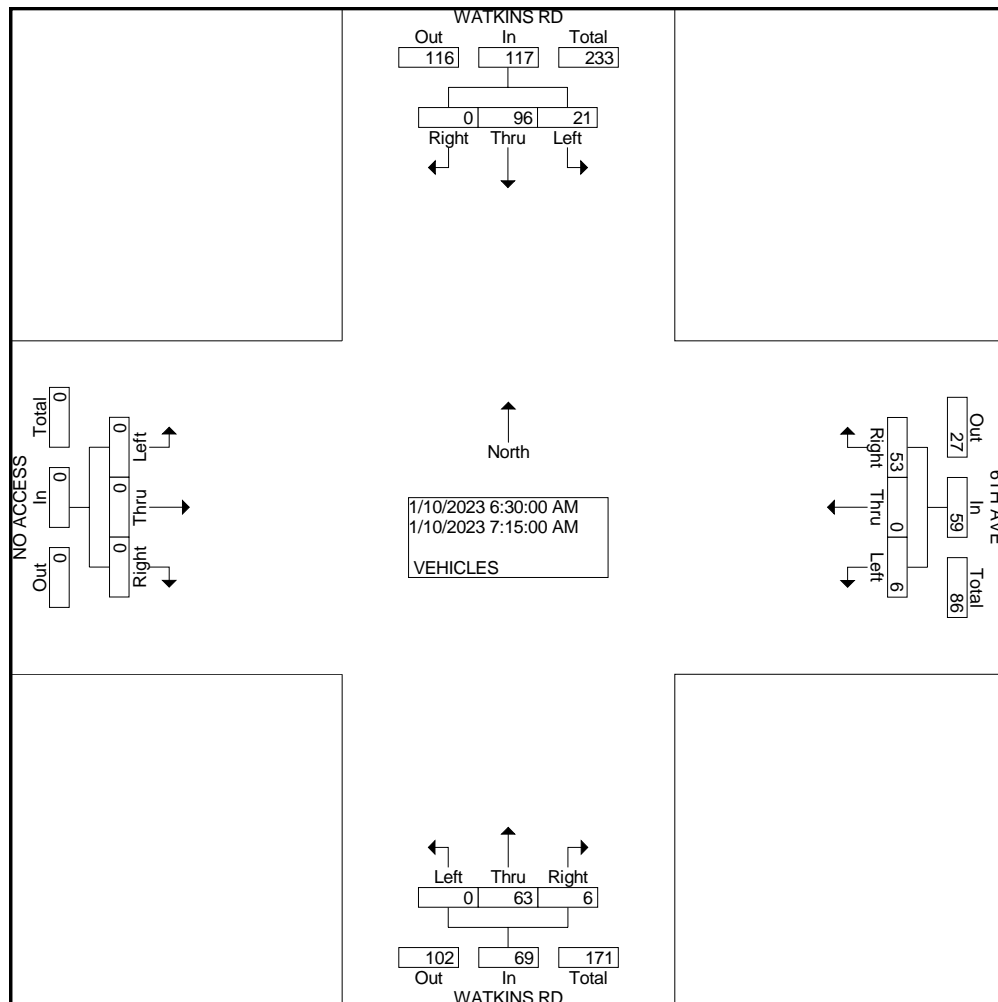 WATKINS RD
Out In Total
116 117 233
0 96 21
Right Thru Left
NO ACCESS
Total In Out
0 0 0
0 0 0
Left Thru Right
North
1/10/2023 6:30:00 AM
1/10/2023 7:15:00 AM
VEHICLES
Right Thru Left
53 0 6
27 59 86
Out In Total
6TH AVE
Left Thru Right
0 63 6
102 69 171
Out In Total
WATKINS RD